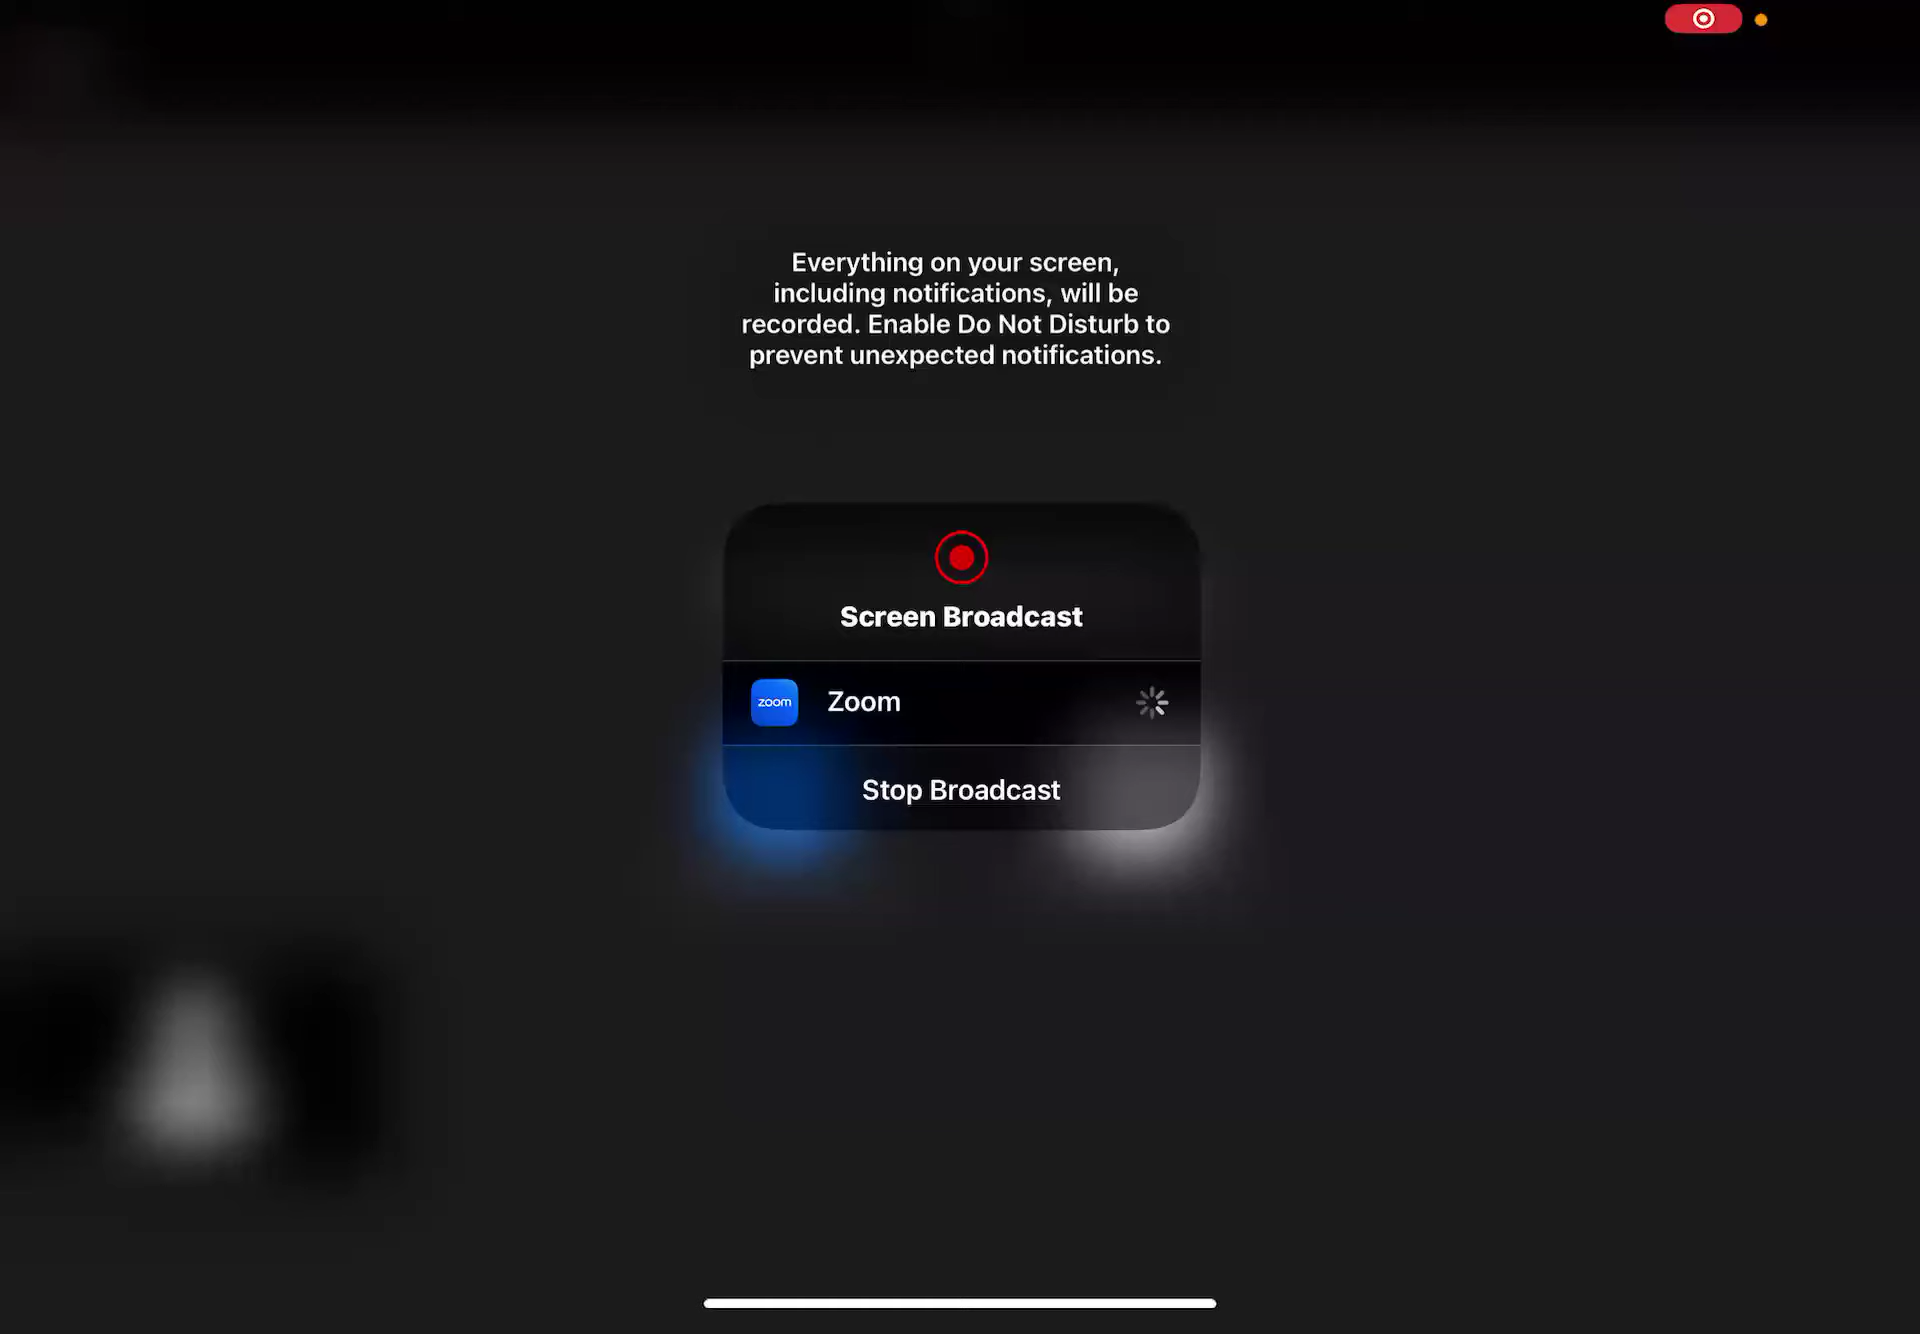 Everything on your screen,
including notifications, will be
recorded. Enable Do Not Disturb to
prevent unexpected notifications.
Screen Broadcast
zoom
Zoom
Stop Broadcast